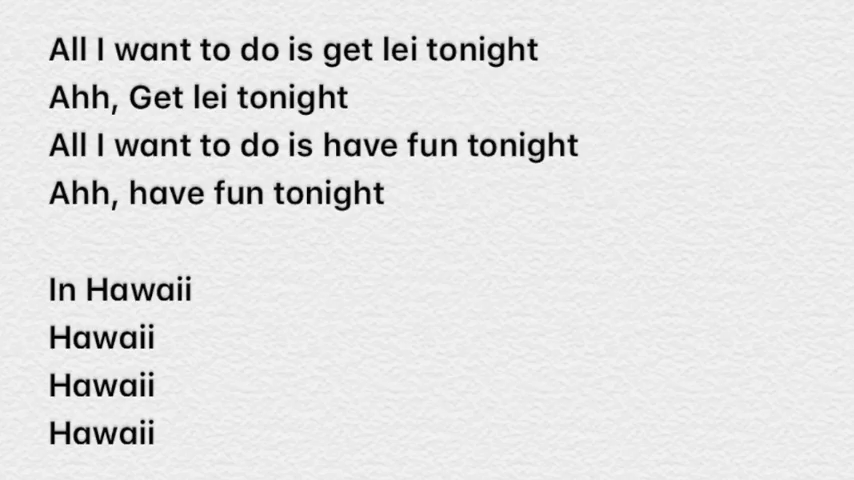 All I want to do is get lei tonight
Ahh, Get lei tonight
All I want to do is have fun tonight
Ahh, have fun tonight
In Hawaii
Hawaii
Hawaii
Hawaii